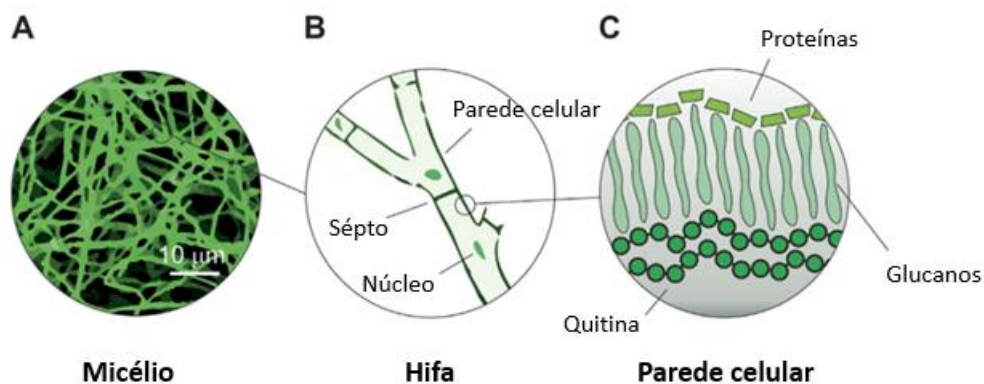 A
B
C
Proteínas
Parede celular
Sépto
10 µm
Núcleo
Glucanos
Quitina
Micélio
Hifa
Parede celular